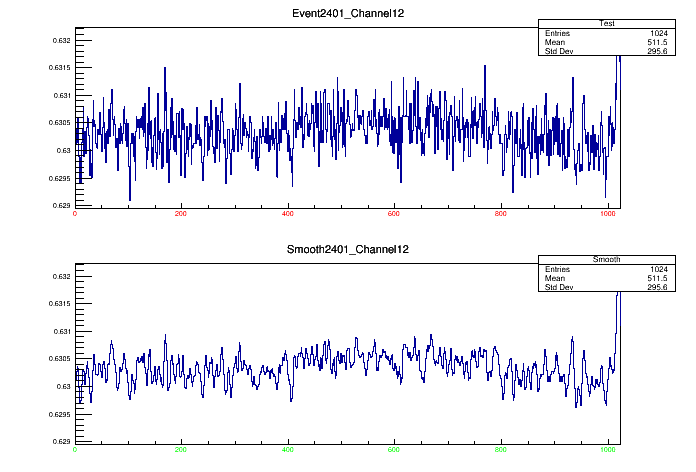 Event2401_Channel12
Test
Entries 1024
Mean 511.5
Std Dev 295.6
0.632
0.6315
0.631
0.6305
0.63
0.6295
0.629
0 200 400 600 800 1000
Smooth2401_Channel12
Smooth
Entries 1024
Mean 511.5
Std Dev 295.6
0.632
0.6315
0.631
0.6305
0.63
0.6295
0.629
0 200 400 600 800 1000